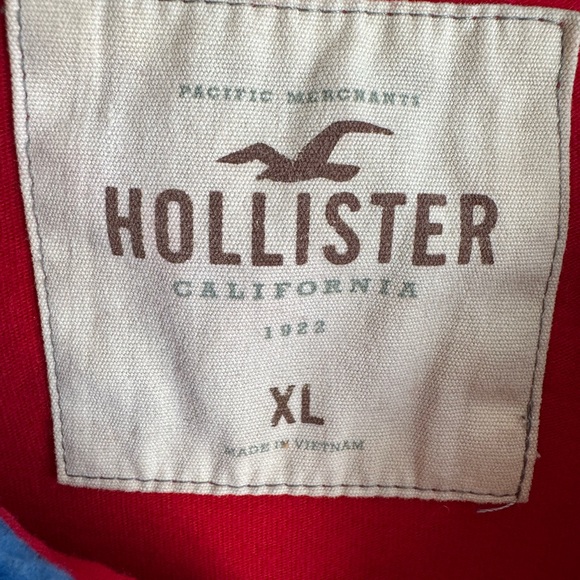 PACIFIC MERCHANTS
HOLLISTER
CALIFORNIA
1922
XL
MADE IN VIETNAM